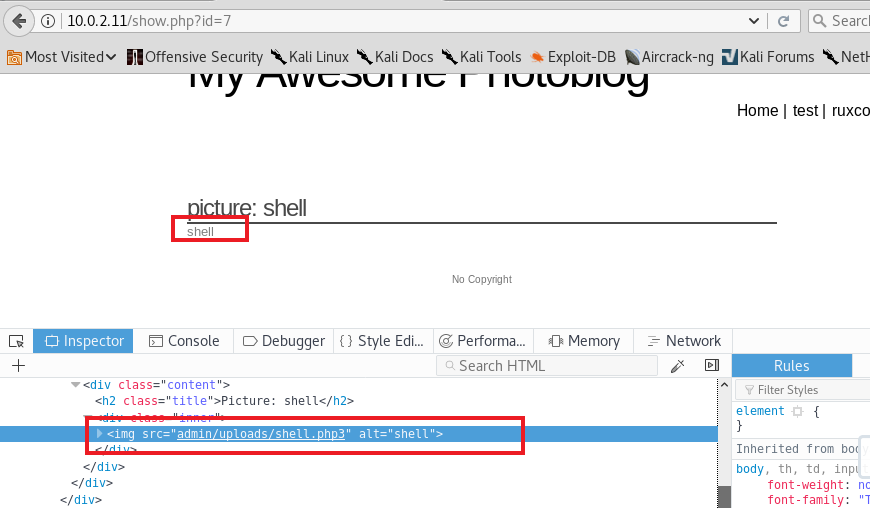 10.0.2.11/show.php?id=7
Search
Most Visited Offensive Security Kali Linux Kali Docs Kali Tools Exploit-DB Aircrack-ng Kali Forums NetH
My Awesome Photoblog
Home | test | ruxco
picture: shell
shell
No Copyright
Inspector Console Debugger { } Style Edi... Performa... Memory Network
+ Search HTML Rules
<div class="content">
<h2 class="title">Picture: shell</h2>
<div class="inner">
<img src="admin/uploads/shell.php3" alt="shell">
</div>
</div>
</div>
</div>
Filter Styles
element {
}
Inherited from body
body, th, td, input
font-weight: no
font-family: "T